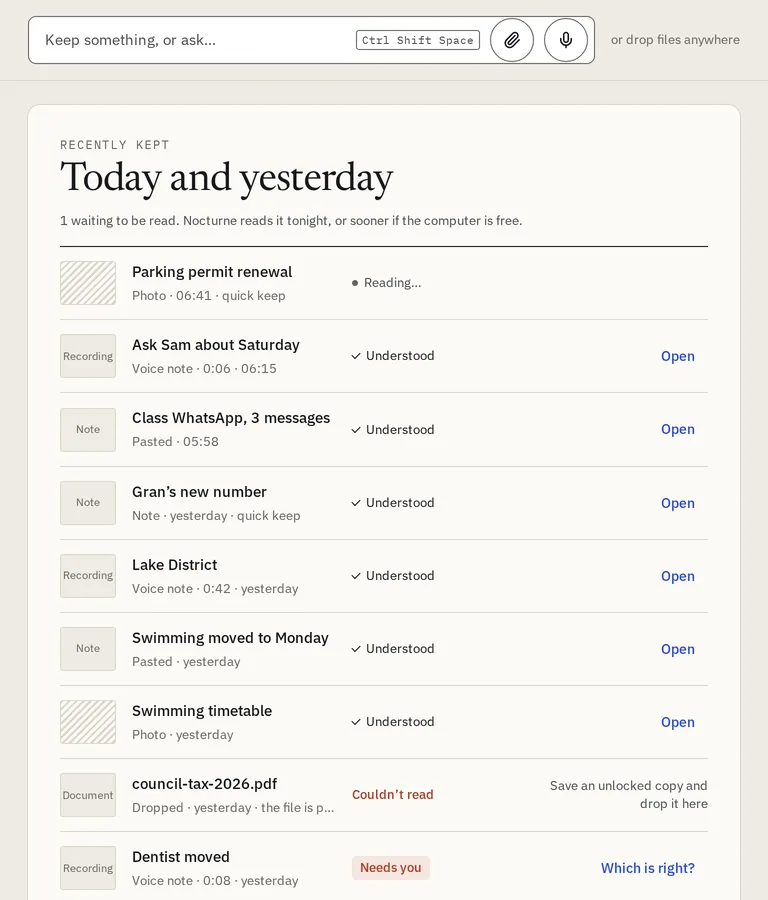 Keep something, or ask…
Ctrl Shift Space
or drop files anywhere
RECENTLY KEPT
Today and yesterday
1 waiting to be read. Nocturne reads it tonight, or sooner if the computer is free.
Parking permit renewal
Photo · 06:41 · quick keep
Reading…
Recording
Ask Sam about Saturday
Voice note · 0:06 · 06:15
✓ Understood
Open
Note
Class WhatsApp, 3 messages
Pasted · 05:58
✓ Understood
Open
Note
Gran’s new number
Note · yesterday · quick keep
✓ Understood
Open
Recording
Lake District
Voice note · 0:42 · yesterday
✓ Understood
Open
Note
Swimming moved to Monday
Pasted · yesterday
✓ Understood
Open
Swimming timetable
Photo · yesterday
✓ Understood
Open
Document
council-tax-2026.pdf
Dropped · yesterday · the file is p…
Couldn’t read
Save an unlocked copy and
drop it here
Recording
Dentist moved
Voice note · 0:08 · yesterday
Needs you
Which is right?